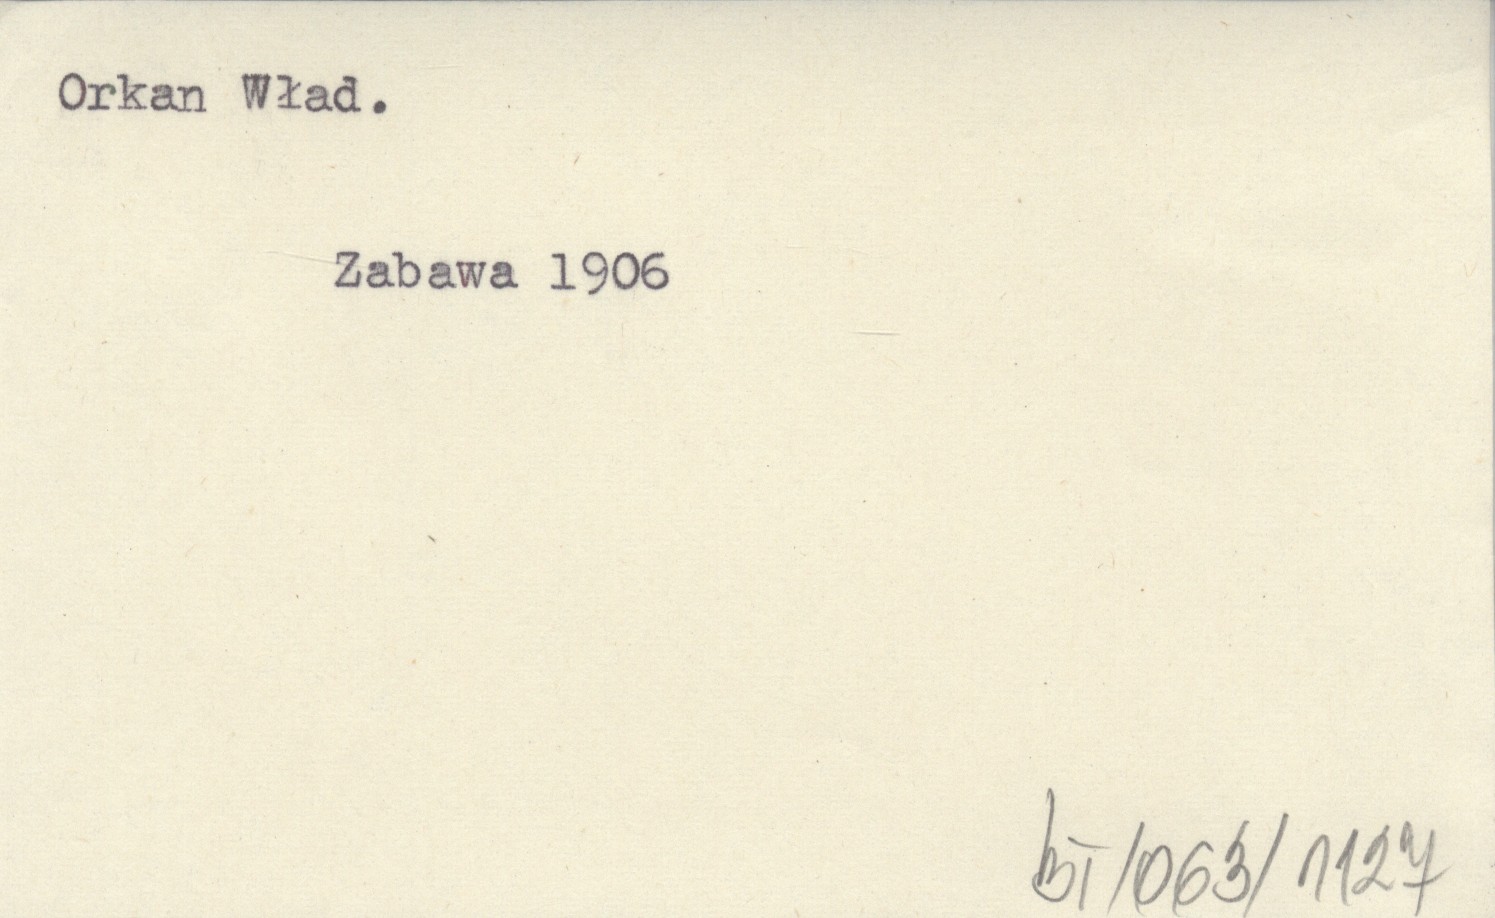 Orkan Wład.
Zabawa 1906
bI/063/1127